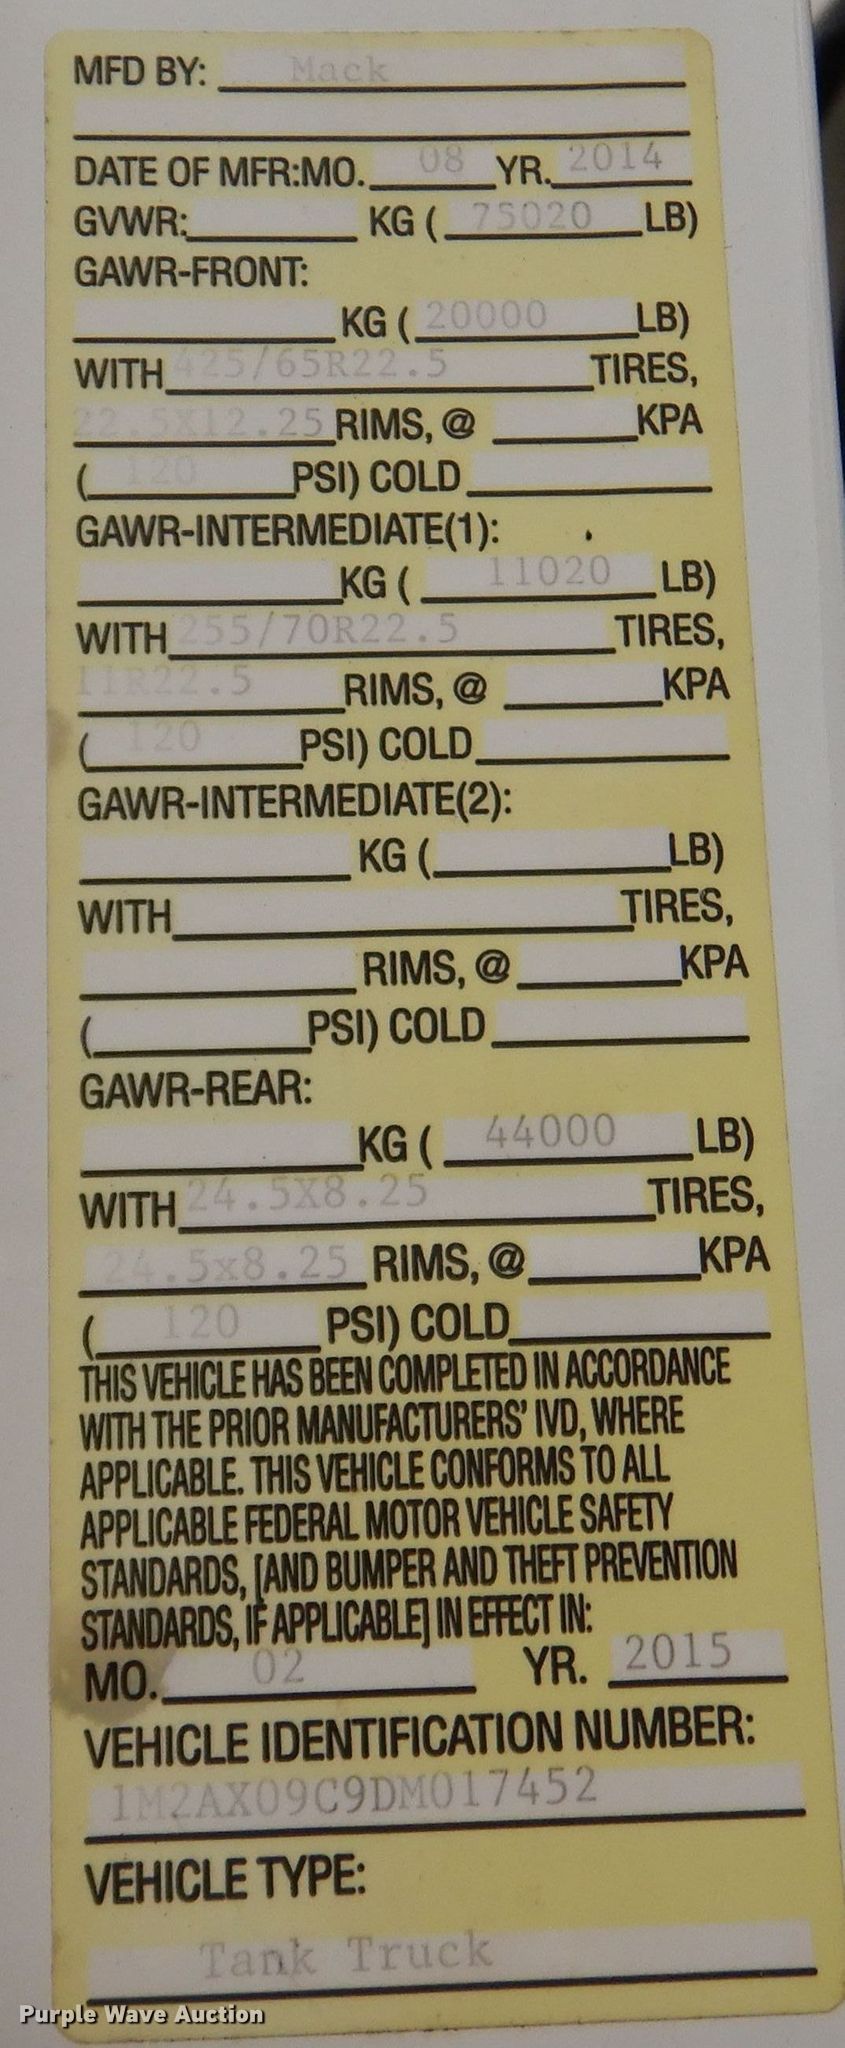 MFD BY: Mack
DATE OF MFR:MO. 08 YR. 2014
GVWR: KG ( 75020 LB)
GAWR-FRONT:
KG ( 20000 LB)
WITH 425/65R22.5 TIRES,
22.5X12.25 RIMS, @ KPA
( 120 PSI) COLD
GAWR-INTERMEDIATE(1):
KG ( 11020 LB)
WITH 255/70R22.5 TIRES,
11R22.5 RIMS, @ KPA
( 120 PSI) COLD
GAWR-INTERMEDIATE(2):
KG ( LB)
WITH TIRES,
RIMS, @ KPA
( PSI) COLD
GAWR-REAR:
KG ( 44000 LB)
WITH 24.5X8.25 TIRES,
24.5x8.25 RIMS, @ KPA
( 120 PSI) COLD
THIS VEHICLE HAS BEEN COMPLETED IN ACCORDANCE
WITH THE PRIOR MANUFACTURERS' IVD, WHERE
APPLICABLE. THIS VEHICLE CONFORMS TO ALL
APPLICABLE FEDERAL MOTOR VEHICLE SAFETY
STANDARDS, [AND BUMPER AND THEFT PREVENTION
STANDARDS, IF APPLICABLE] IN EFFECT IN:
MO. 02 YR. 2015
VEHICLE IDENTIFICATION NUMBER:
1M2AX09C9DM017452
VEHICLE TYPE:
Tank Truck
Purple Wave Auction